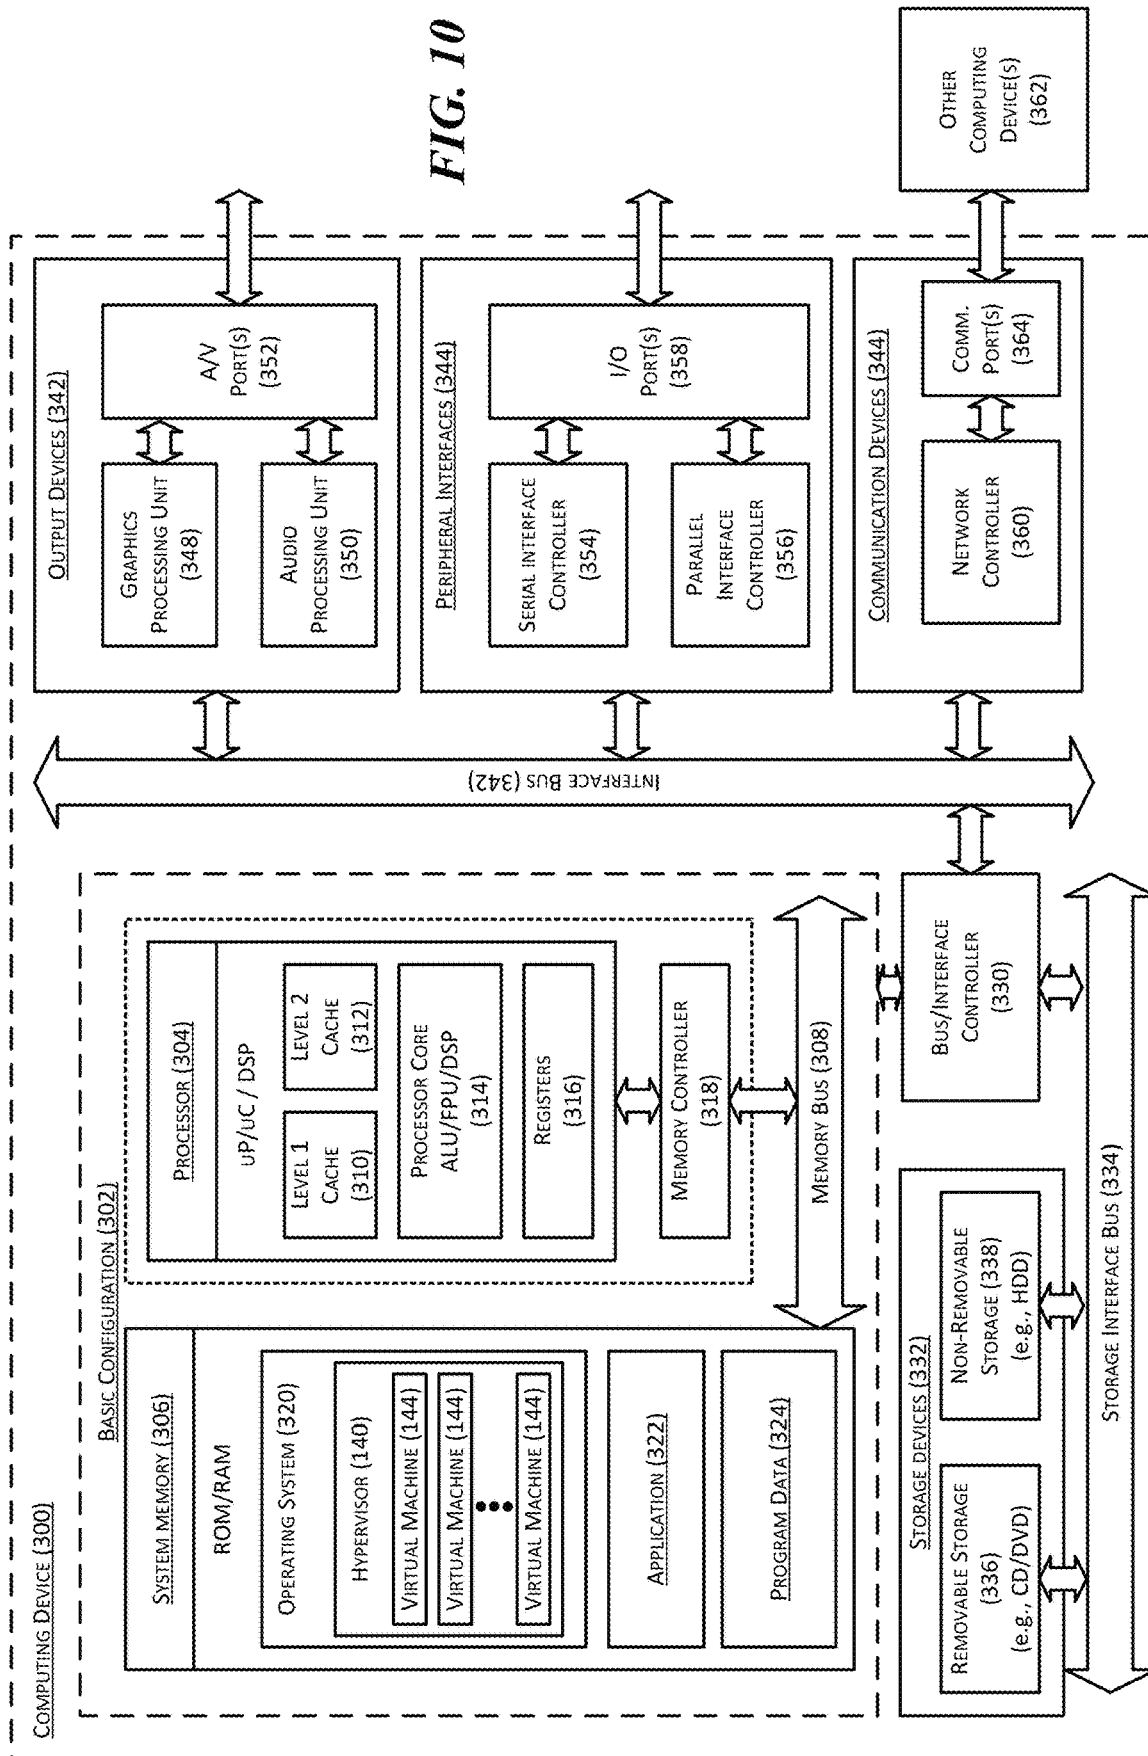 COMPUTING DEVICE (300)
BASIC CONFIGURATION (302)
SYSTEM MEMORY (306)
ROM/RAM
OPERATING SYSTEM (320)
HYPERVISOR (140)
VIRTUAL MACHINE (144)
VIRTUAL MACHINE (144)
VIRTUAL MACHINE (144)
APPLICATION (322)
PROGRAM DATA (324)
PROCESSOR (304)
uP/uC / DSP
LEVEL 1
CACHE
(310)
LEVEL 2
CACHE
(312)
PROCESSOR CORE
ALU/FPU/DSP
(314)
REGISTERS
(316)
MEMORY CONTROLLER
(318)
MEMORY BUS (308)
BUS/INTERFACE
CONTROLLER
(330)
STORAGE DEVICES (332)
REMOVABLE STORAGE
(336)
(e.g., CD/DVD)
NON-REMOVABLE
STORAGE (338)
(e.g., HDD)
STORAGE INTERFACE BUS (334)
INTERFACE BUS (342)
OUTPUT DEVICES (342)
GRAPHICS
PROCESSING UNIT
(348)
AUDIO
PROCESSING UNIT
(350)
A/V
PORT(S)
(352)
PERIPHERAL INTERFACES (344)
SERIAL INTERFACE
CONTROLLER
(354)
PARALLEL
INTERFACE
CONTROLLER
(356)
I/O
PORT(S)
(358)
COMMUNICATION DEVICES (344)
NETWORK
CONTROLLER
(360)
COMM.
PORT(S)
(364)
OTHER
COMPUTING
DEVICE(S)
(362)
FIG. 10